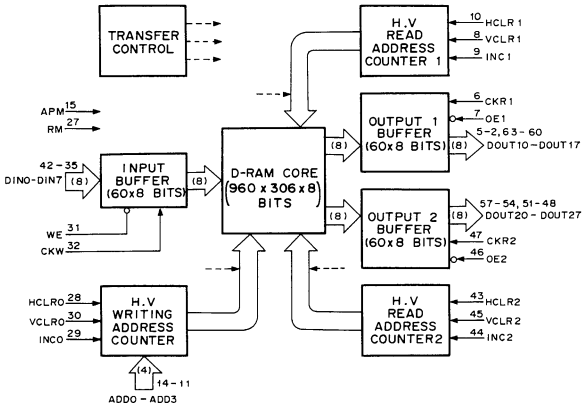 TRANSFER
CONTROL
H.V
READ
ADDRESS
COUNTER 1
10 HCLR 1
8 VCLR1
9 INC1
APM 15
RM 27
42-35
DIN0-DIN7 (8)
INPUT
BUFFER
(60x8 BITS)
(8)
WE 31
CKW 32
D-RAM CORE
(960 x 306 x 8)
BITS
(8)
OUTPUT 1
BUFFER
(60x8 BITS)
6 CKR1
7 OE1
5-2,63-60
(8) DOUT10-DOUT17
(8)
OUTPUT 2
BUFFER
(60x8 BITS)
57-54, 51-48
(8) DOUT20-DOUT27
47 CKR2
46 OE2
HCLR0 28
VCLR0 30
INC0 29
H.V
WRITING
ADDRESS
COUNTER
(4) 14-11
ADD0-ADD3
H.V
READ
ADDRESS
COUNTER2
43 HCLR2
45 VCLR2
44 INC2